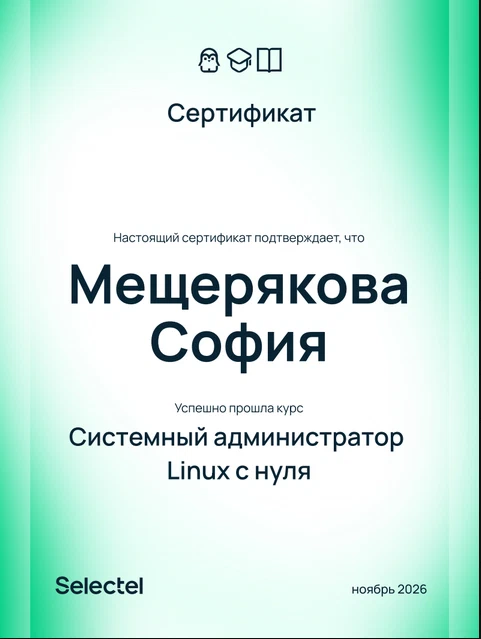 Сертификат
Настоящий сертификат подтверждает, что
Мещерякова
София
Успешно прошла курс
Системный администратор
Linux с нуля
Selectel
ноябрь 2026